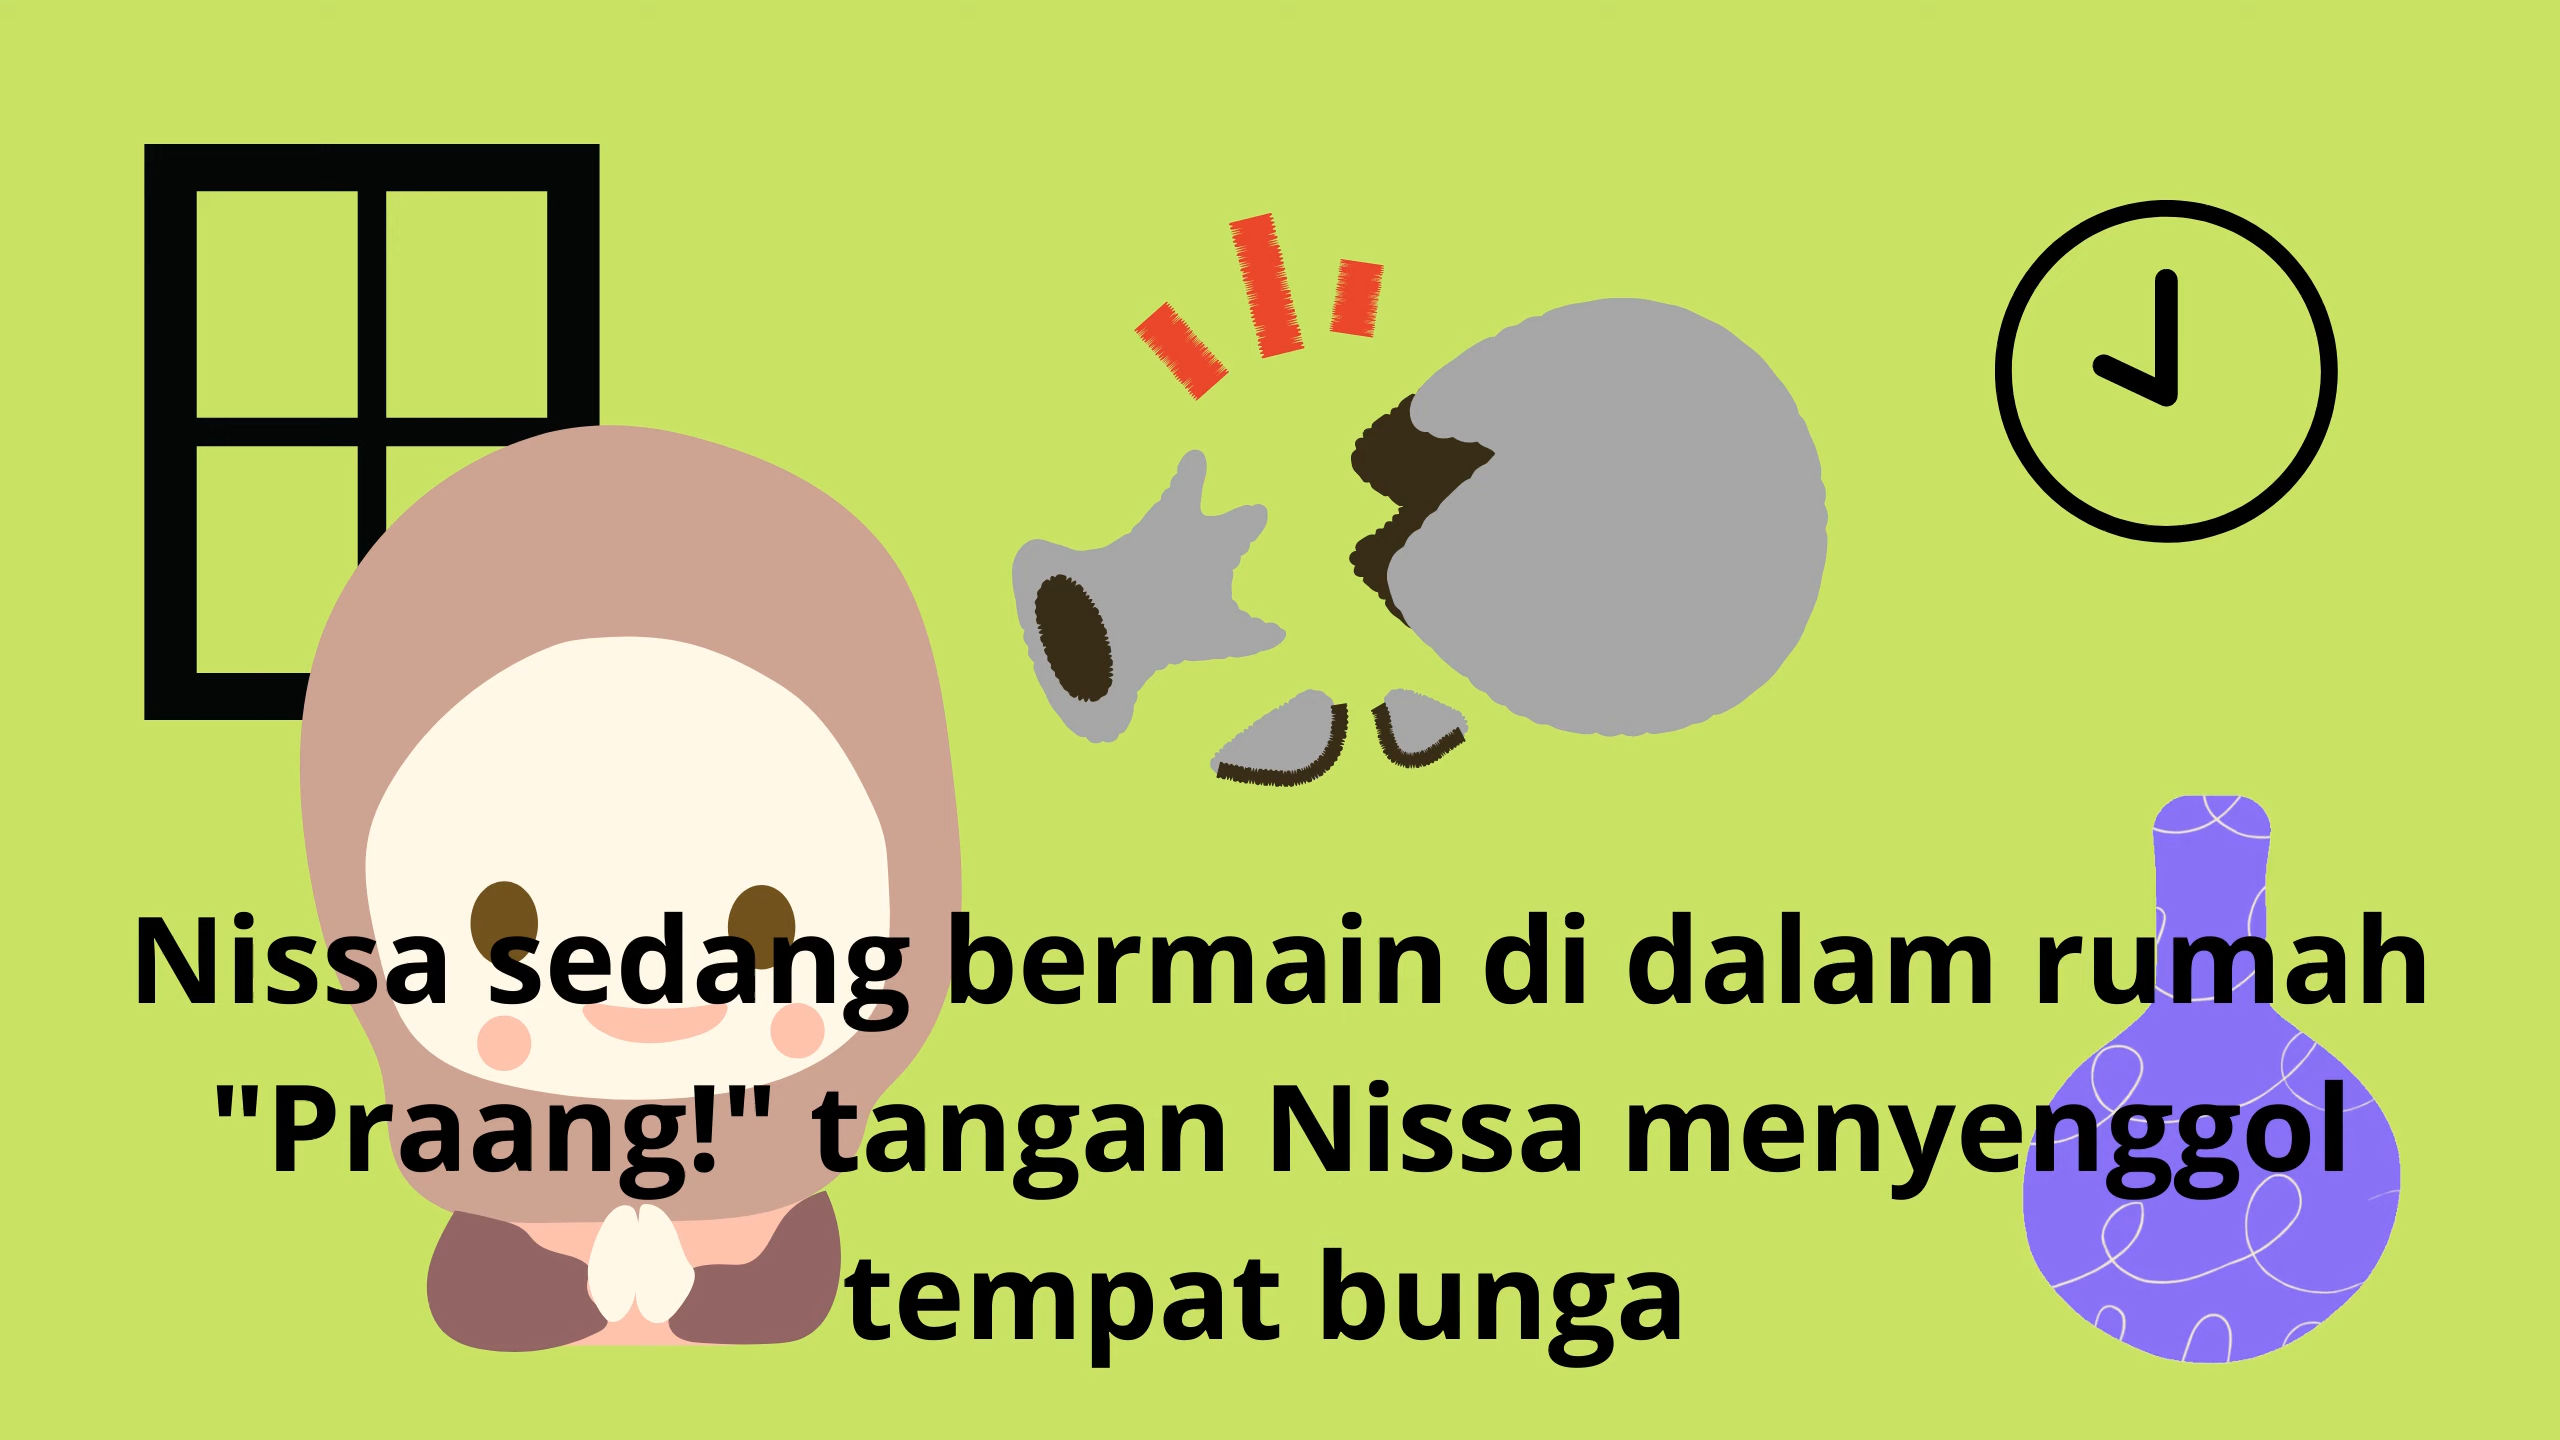 Nissa sedang bermain di dalam rumah
"Praang!" tangan Nissa menyenggol
tempat bunga